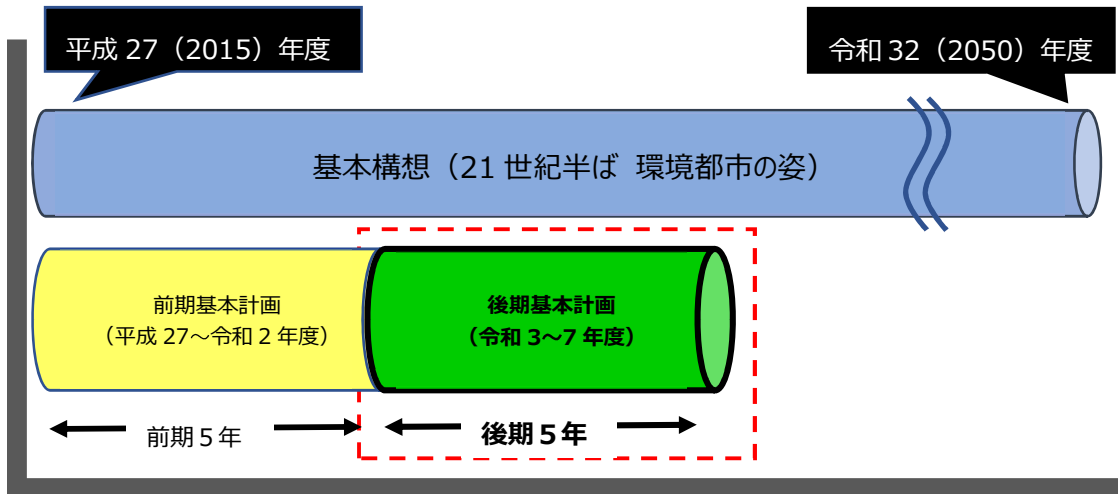 平成 27（2015）年度
令和 32（2050）年度
基本構想（21 世紀半ば 環境都市の姿）
前期基本計画
（平成 27～令和 2 年度）
後期基本計画
（令和 3～7 年度）
前期５年
後期５年